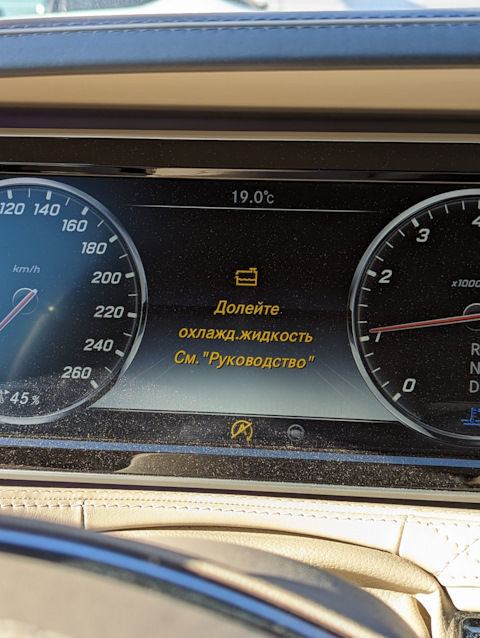 19.0°c
120 140
160
180
200
220
240
260
km/h
45 %
Долейте
охлажд.жидкость
См."Руководство"
4
3
2
1
0
x1000
R
N
D